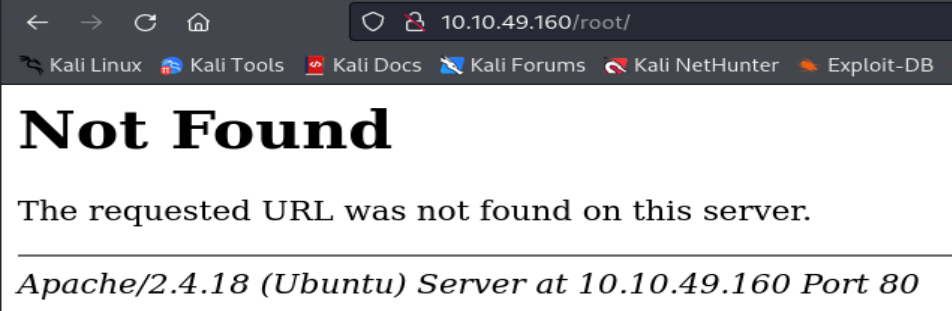 10.10.49.160/root/
Kali Linux Kali Tools Kali Docs Kali Forums Kali NetHunter Exploit-DB
Not Found
The requested URL was not found on this server.
Apache/2.4.18 (Ubuntu) Server at 10.10.49.160 Port 80